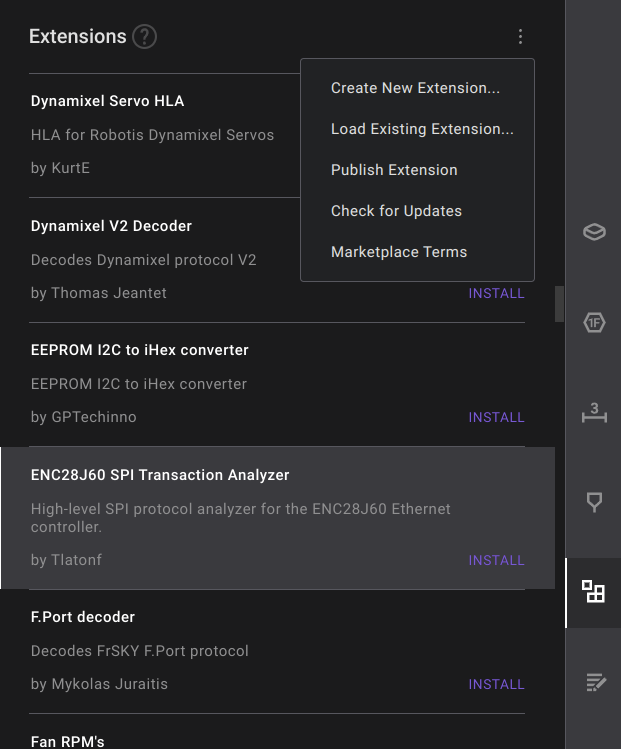 Extensions ?
Create New Extension...
Load Existing Extension...
Publish Extension
Check for Updates
Marketplace Terms
Dynamixel Servo HLA
HLA for Robotis Dynamixel Servos
by KurtE
Dynamixel V2 Decoder
Decodes Dynamixel protocol V2
by Thomas Jeantet
INSTALL
EEPROM I2C to iHex converter
EEPROM I2C to iHex converter
by GPTechinno
INSTALL
ENC28J60 SPI Transaction Analyzer
High-level SPI protocol analyzer for the ENC28J60 Ethernet
controller.
by Tlatonf
INSTALL
F.Port decoder
Decodes FrSKY F.Port protocol
by Mykolas Juraitis
INSTALL
Fan RPM's
1F
3